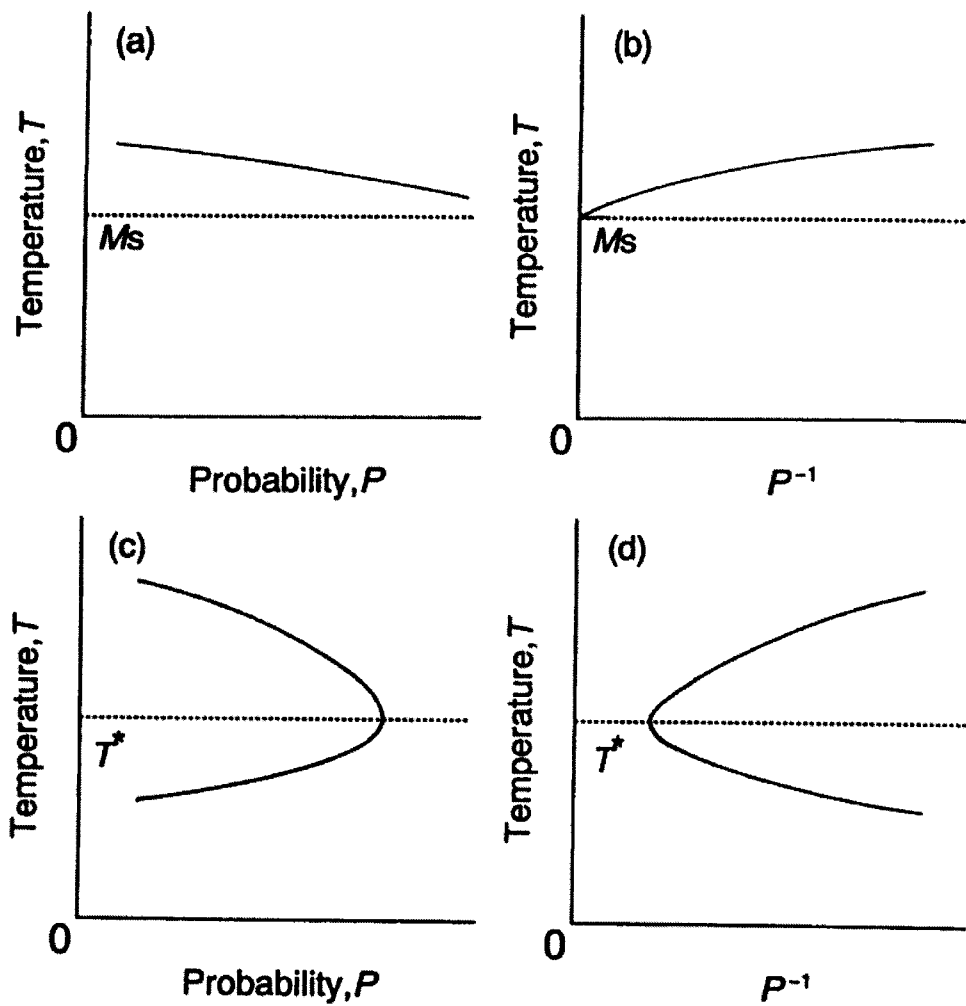 (a)
Temperature, T
Ms
0
Probability, P
(b)
Temperature, T
Ms
0
P⁻¹
(c)
Temperature, T
T*
0
Probability, P
(d)
Temperature, T
T*
0
P⁻¹